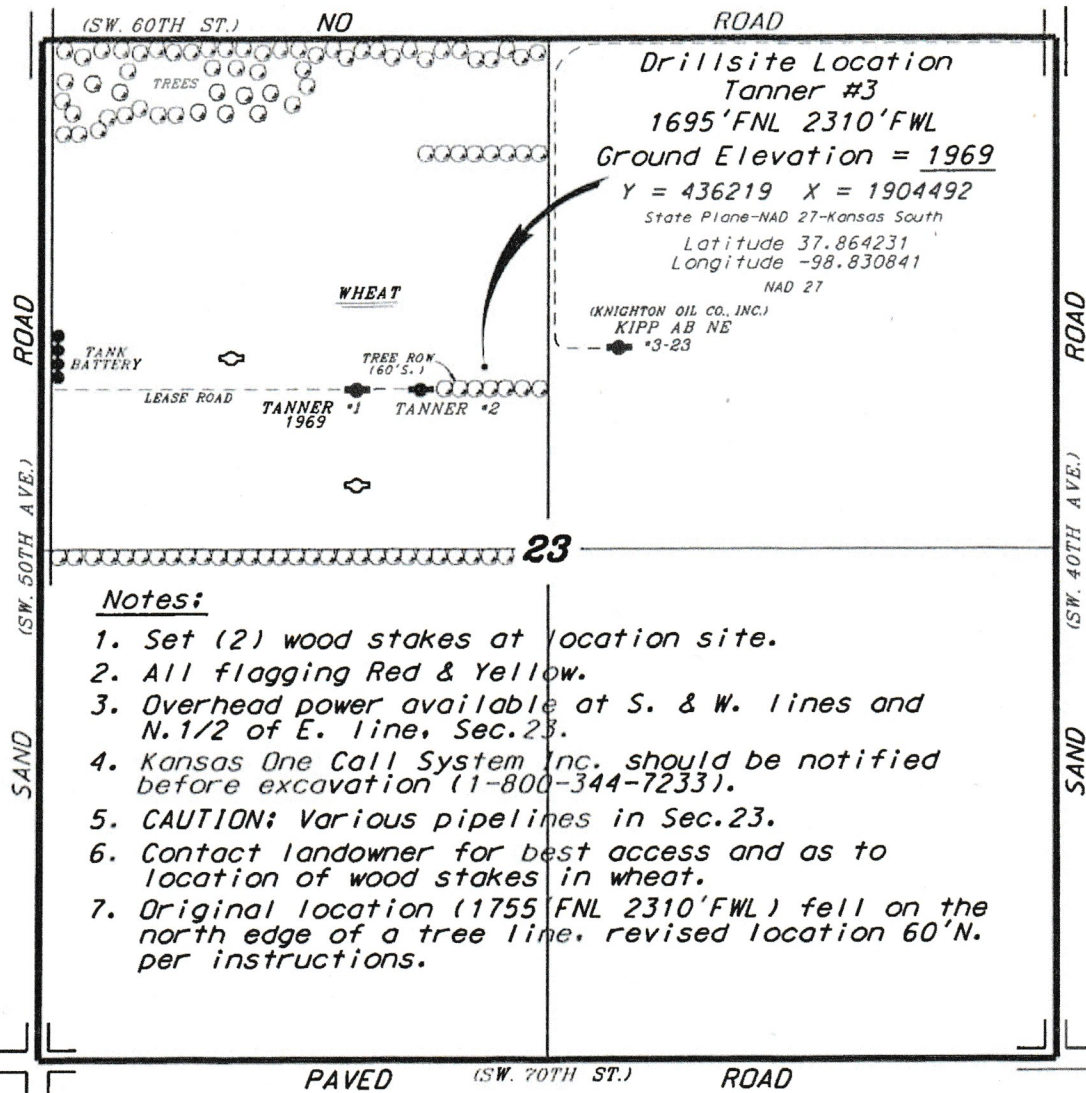 (SW. 60TH ST.) NO ROAD
TREES
Drillsite Location
Tanner #3
1695'FNL 2310'FWL
Ground Elevation = 1969
Y = 436219 X = 1904492
State Plane-NAD 27-Kansas South
Latitude 37.864231
Longitude -98.830841
NAD 27
WHEAT
(KNIGHTON OIL CO., INC.)
KIPP AB NE
#3-23
TANK
BATTERY
TREE ROW
(60'S.)
LEASE ROAD
TANNER #1
1969
TANNER #2
ROAD
(SW. 50TH AVE.)
SAND
ROAD
(SW. 40TH AVE.)
SAND
23
Notes:
1. Set (2) wood stakes at location site.
2. All flagging Red & Yellow.
3. Overhead power available at S. & W. lines and
N.1/2 of E. line, Sec.23.
4. Kansas One Call System Inc. should be notified
before excavation (1-800-344-7233).
5. CAUTION: Various pipelines in Sec.23.
6. Contact landowner for best access and as to
location of wood stakes in wheat.
7. Original location (1755'FNL 2310'FWL) fell on the
north edge of a tree line, revised location 60'N.
per instructions.
PAVED (SW. 70TH ST.) ROAD